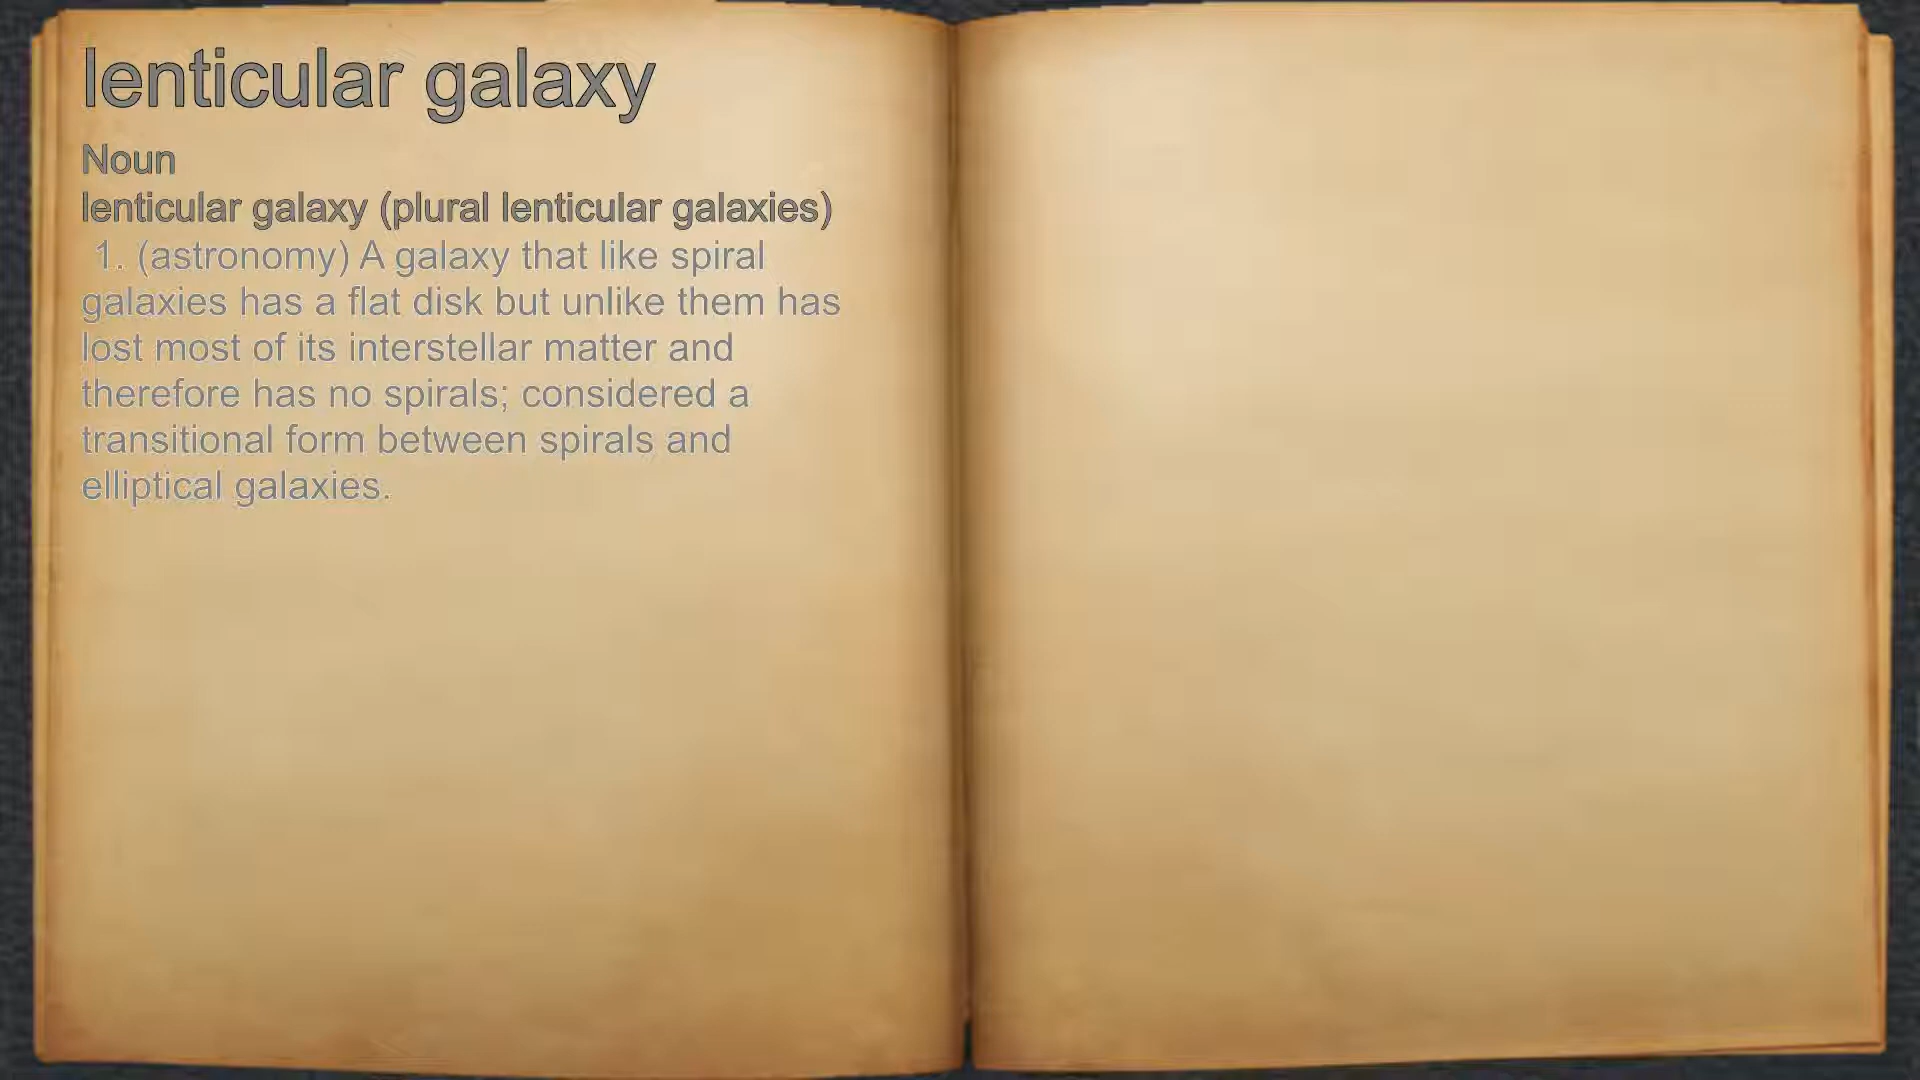 lenticular galaxy
Noun
lenticular galaxy (plural lenticular galaxies)
1. (astronomy) A galaxy that like spiral
galaxies has a flat disk but unlike them has
lost most of its interstellar matter and
therefore has no spirals; considered a
transitional form between spirals and
elliptical galaxies.